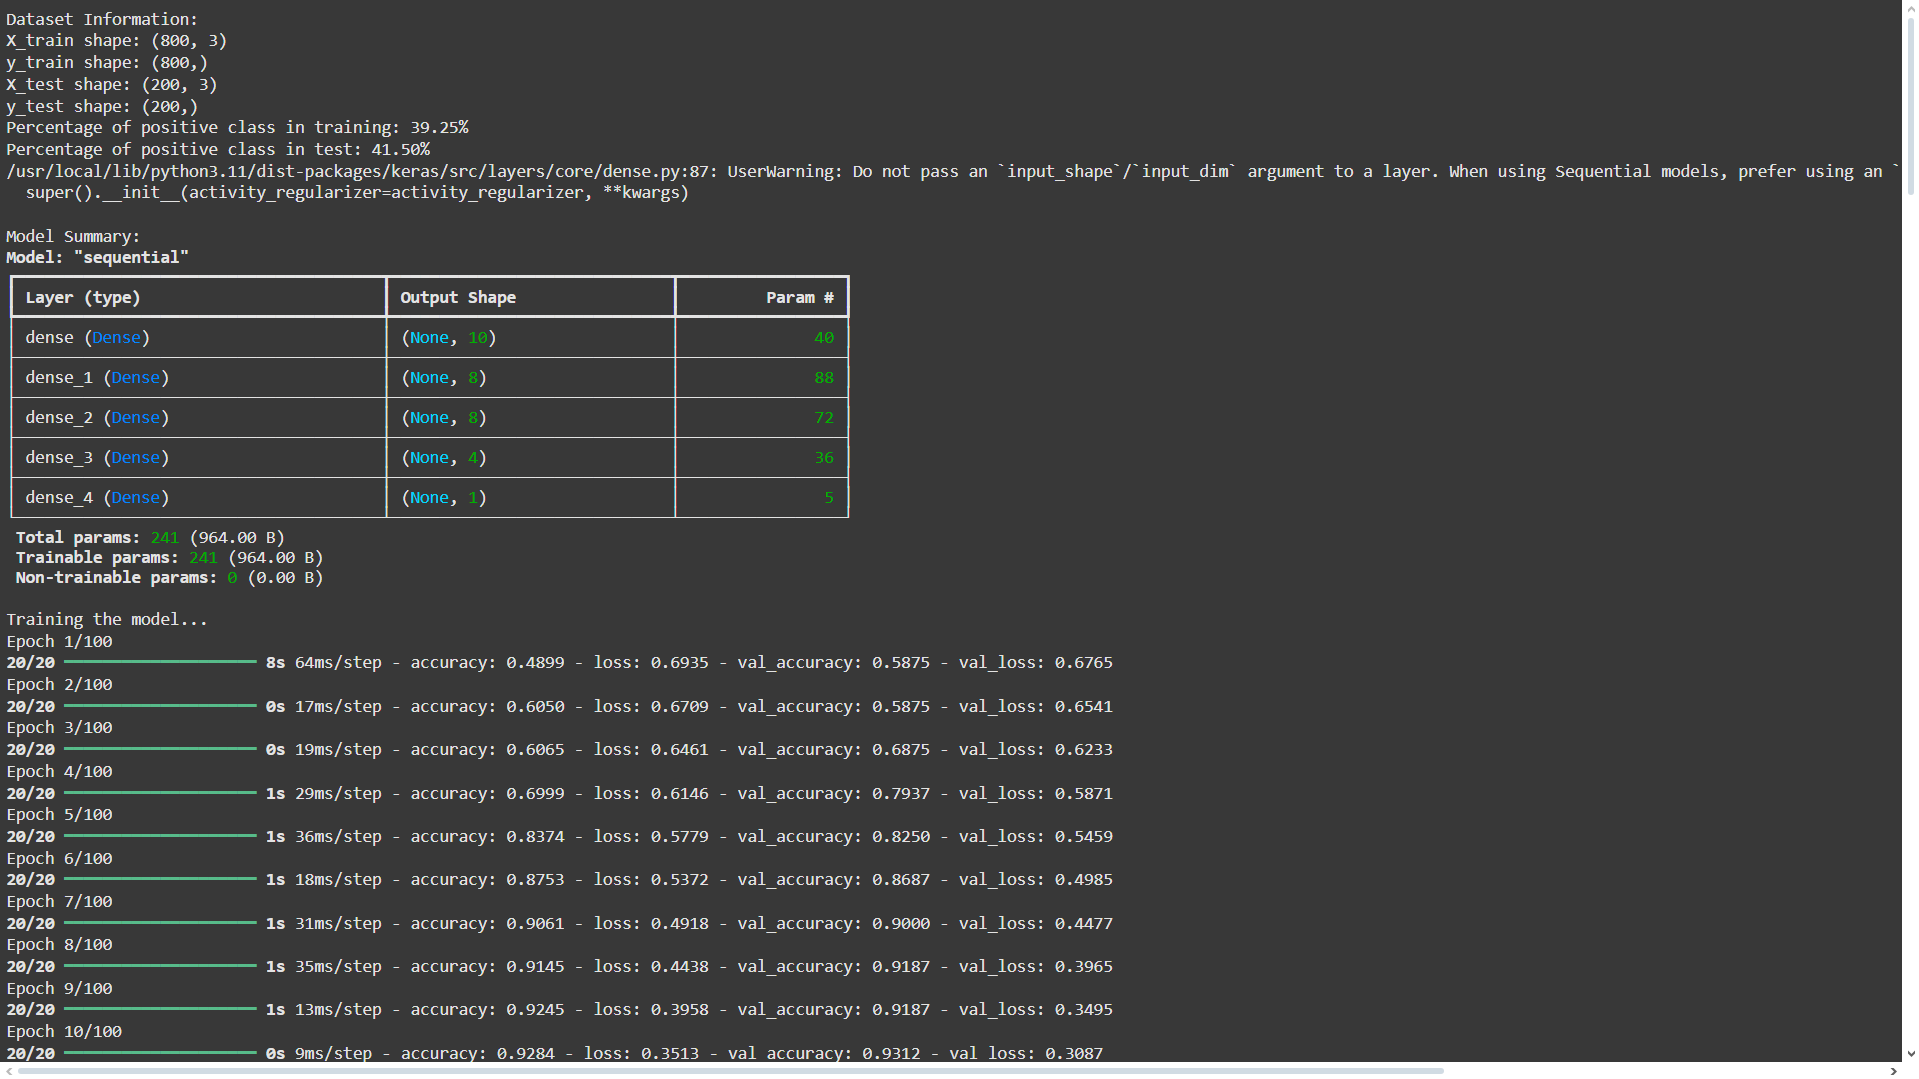 Dataset Information:
X_train shape: (800, 3)
y_train shape: (800,)
X_test shape: (200, 3)
y_test shape: (200,)
Percentage of positive class in training: 39.25%
Percentage of positive class in test: 41.50%
/usr/local/lib/python3.11/dist-packages/keras/src/layers/core/dense.py:87: UserWarning: Do not pass an `input_shape`/`input_dim` argument to a layer. When using Sequential models, prefer using an `
super().__init__(activity_regularizer=activity_regularizer, **kwargs)
Model Summary:
Model: "sequential"
Layer (type) Output Shape Param #
dense (Dense) (None, 10) 40
dense_1 (Dense) (None, 8) 88
dense_2 (Dense) (None, 8) 72
dense_3 (Dense) (None, 4) 36
dense_4 (Dense) (None, 1) 5
Total params: 241 (964.00 B)
Trainable params: 241 (964.00 B)
Non-trainable params: 0 (0.00 B)
Training the model...
Epoch 1/100
20/20 8s 64ms/step - accuracy: 0.4899 - loss: 0.6935 - val_accuracy: 0.5875 - val_loss: 0.6765
Epoch 2/100
20/20 0s 17ms/step - accuracy: 0.6050 - loss: 0.6709 - val_accuracy: 0.5875 - val_loss: 0.6541
Epoch 3/100
20/20 0s 19ms/step - accuracy: 0.6065 - loss: 0.6461 - val_accuracy: 0.6875 - val_loss: 0.6233
Epoch 4/100
20/20 1s 29ms/step - accuracy: 0.6999 - loss: 0.6146 - val_accuracy: 0.7937 - val_loss: 0.5871
Epoch 5/100
20/20 1s 36ms/step - accuracy: 0.8374 - loss: 0.5779 - val_accuracy: 0.8250 - val_loss: 0.5459
Epoch 6/100
20/20 1s 18ms/step - accuracy: 0.8753 - loss: 0.5372 - val_accuracy: 0.8687 - val_loss: 0.4985
Epoch 7/100
20/20 1s 31ms/step - accuracy: 0.9061 - loss: 0.4918 - val_accuracy: 0.9000 - val_loss: 0.4477
Epoch 8/100
20/20 1s 35ms/step - accuracy: 0.9145 - loss: 0.4438 - val_accuracy: 0.9187 - val_loss: 0.3965
Epoch 9/100
20/20 1s 13ms/step - accuracy: 0.9245 - loss: 0.3958 - val_accuracy: 0.9187 - val_loss: 0.3495
Epoch 10/100
20/20 0s 9ms/step - accuracy: 0.9284 - loss: 0.3513 - val_accuracy: 0.9312 - val_loss: 0.3087